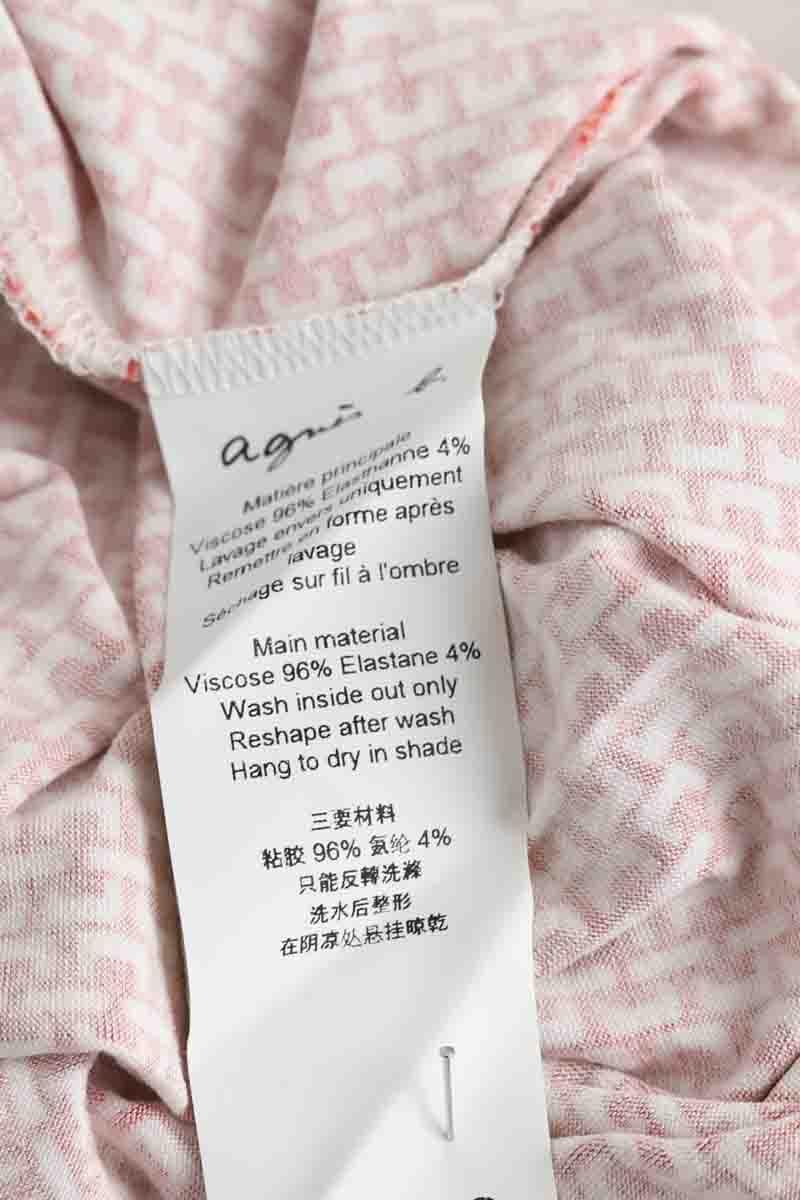 agnès b.
Matière principale
Viscose 96% Elasthanne 4%
Lavage envers uniquement
Remettre en forme après
lavage
Séchage sur fil à l'ombre
Main material
Viscose 96% Elastane 4%
Wash inside out only
Reshape after wash
Hang to dry in shade
三要材料
粘胶 96% 氨纶 4%
只能反轉洗滌
洗水后整形
在阴凉处悬挂晾乾